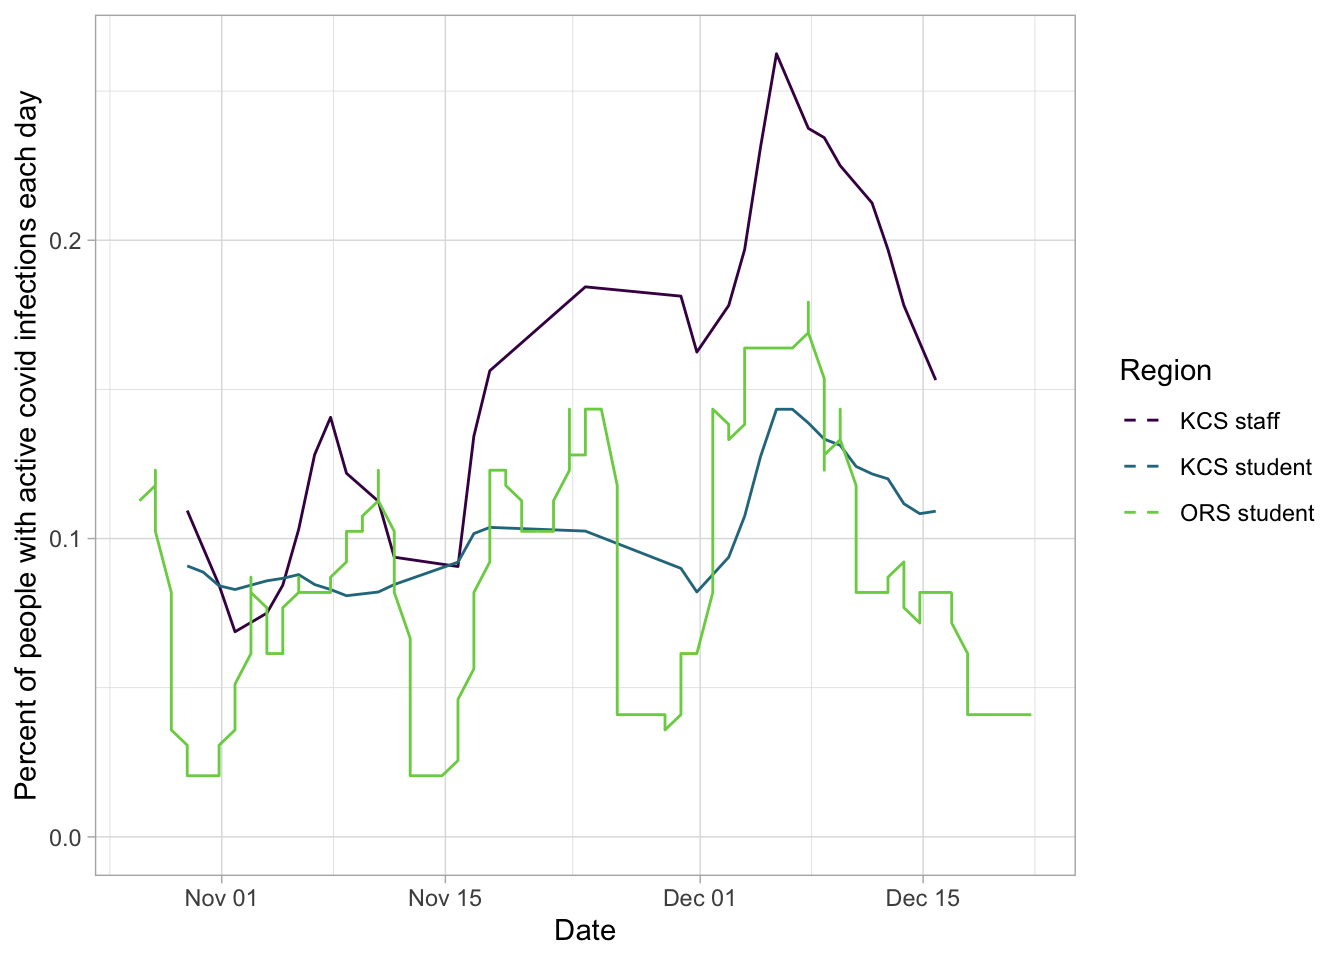 Percent of people with active covid infections each day
0.2
0.1
0.0
Nov 01
Nov 15
Dec 01
Dec 15
Date
Region
KCS staff
KCS student
ORS student